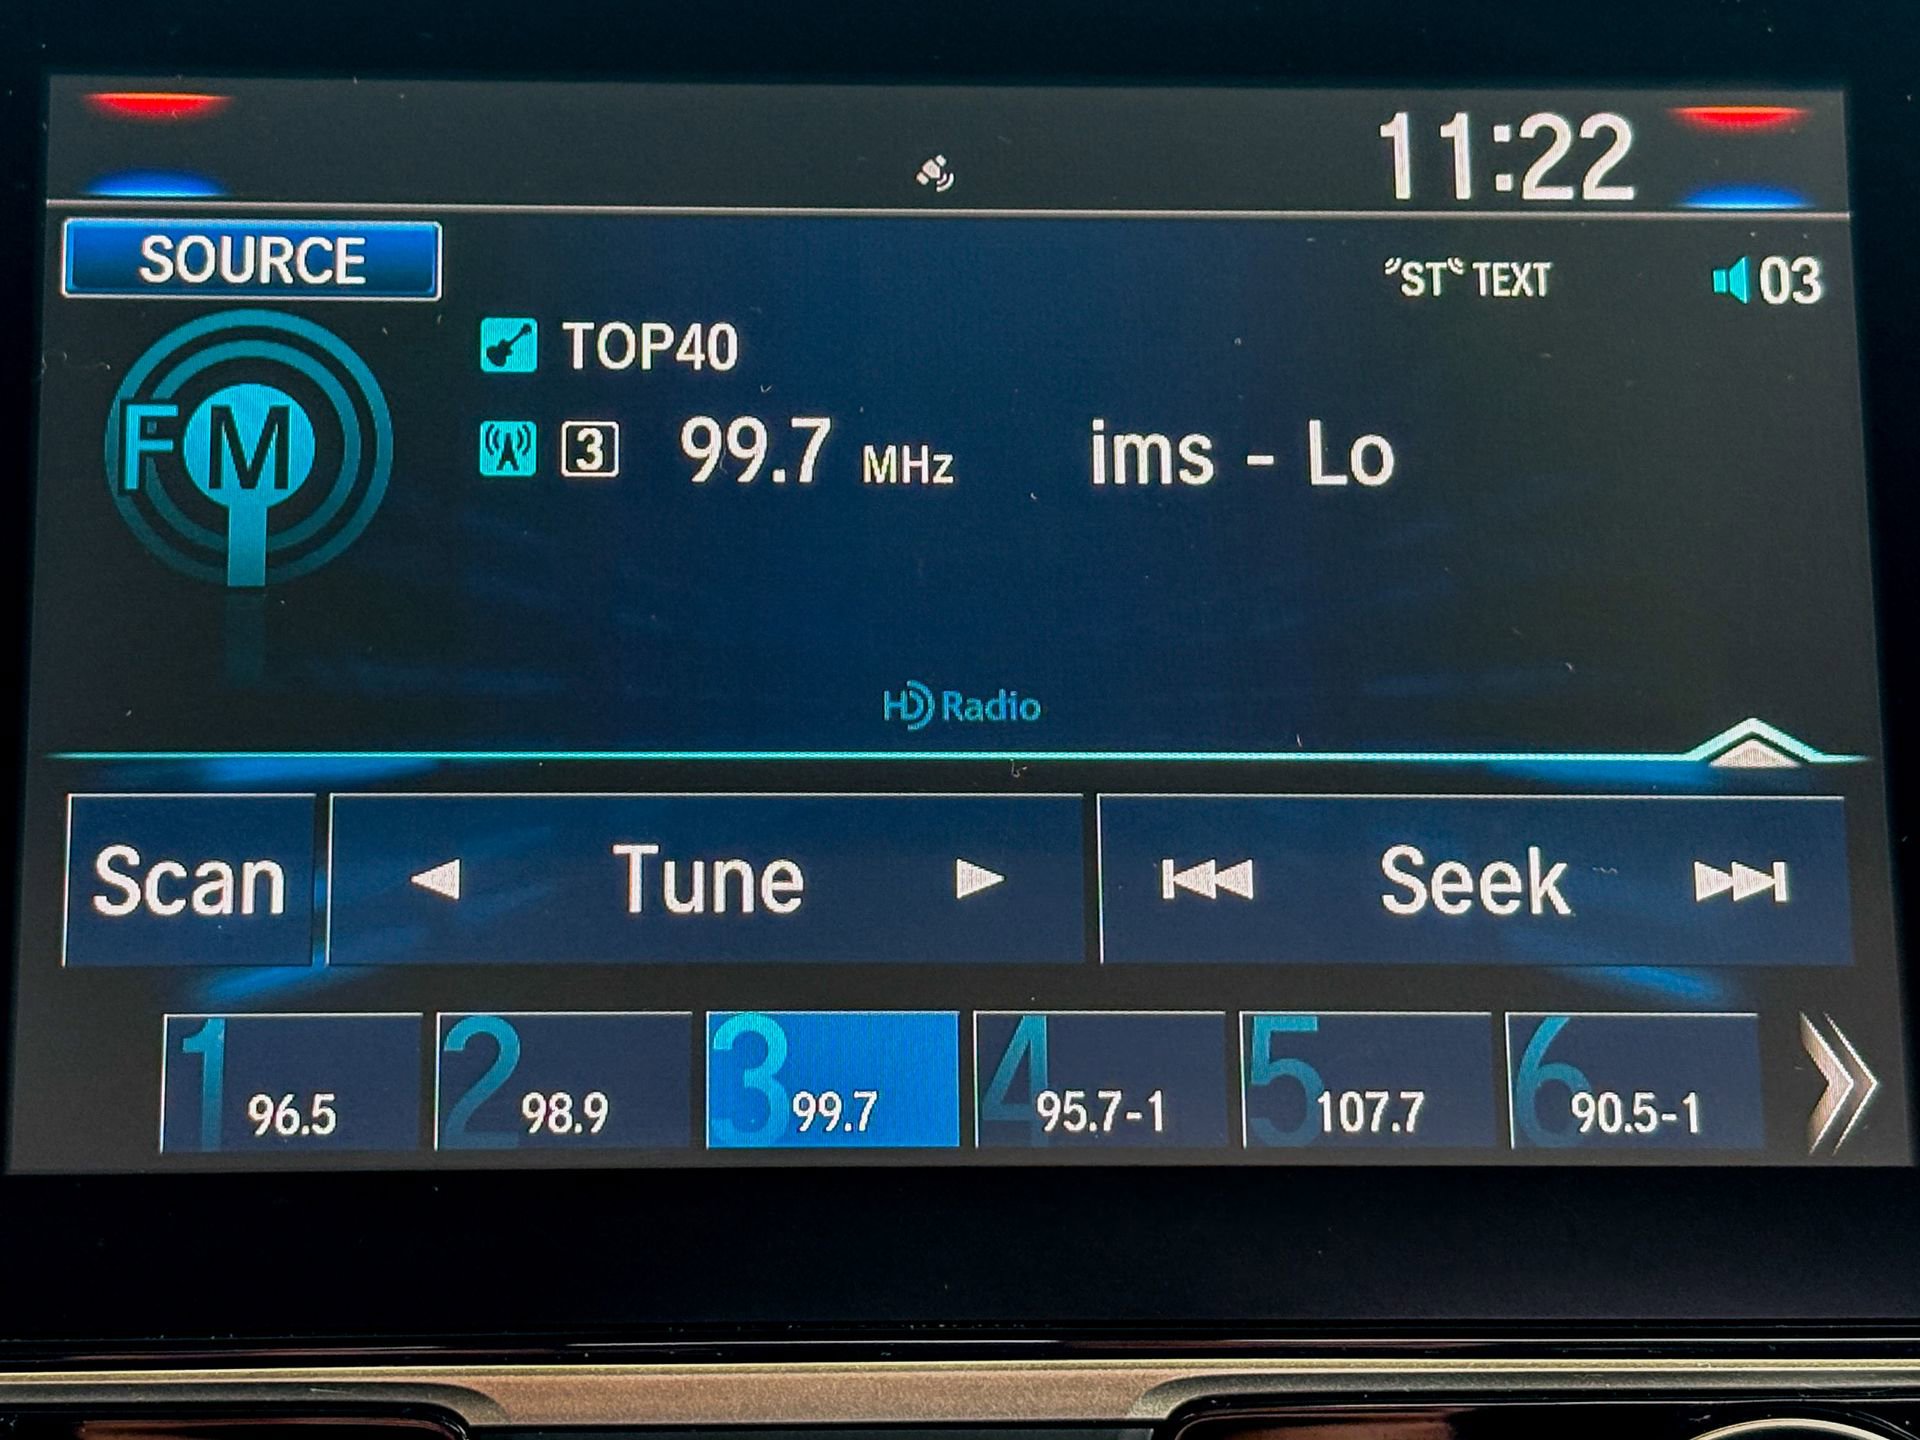 11:22
SOURCE
ST TEXT 03
TOP40
FM
3 99.7 MHz ims - Lo
HD Radio
Scan Tune Seek
1 96.5 2 98.9 3 99.7 4 95.7-1 5 107.7 6 90.5-1